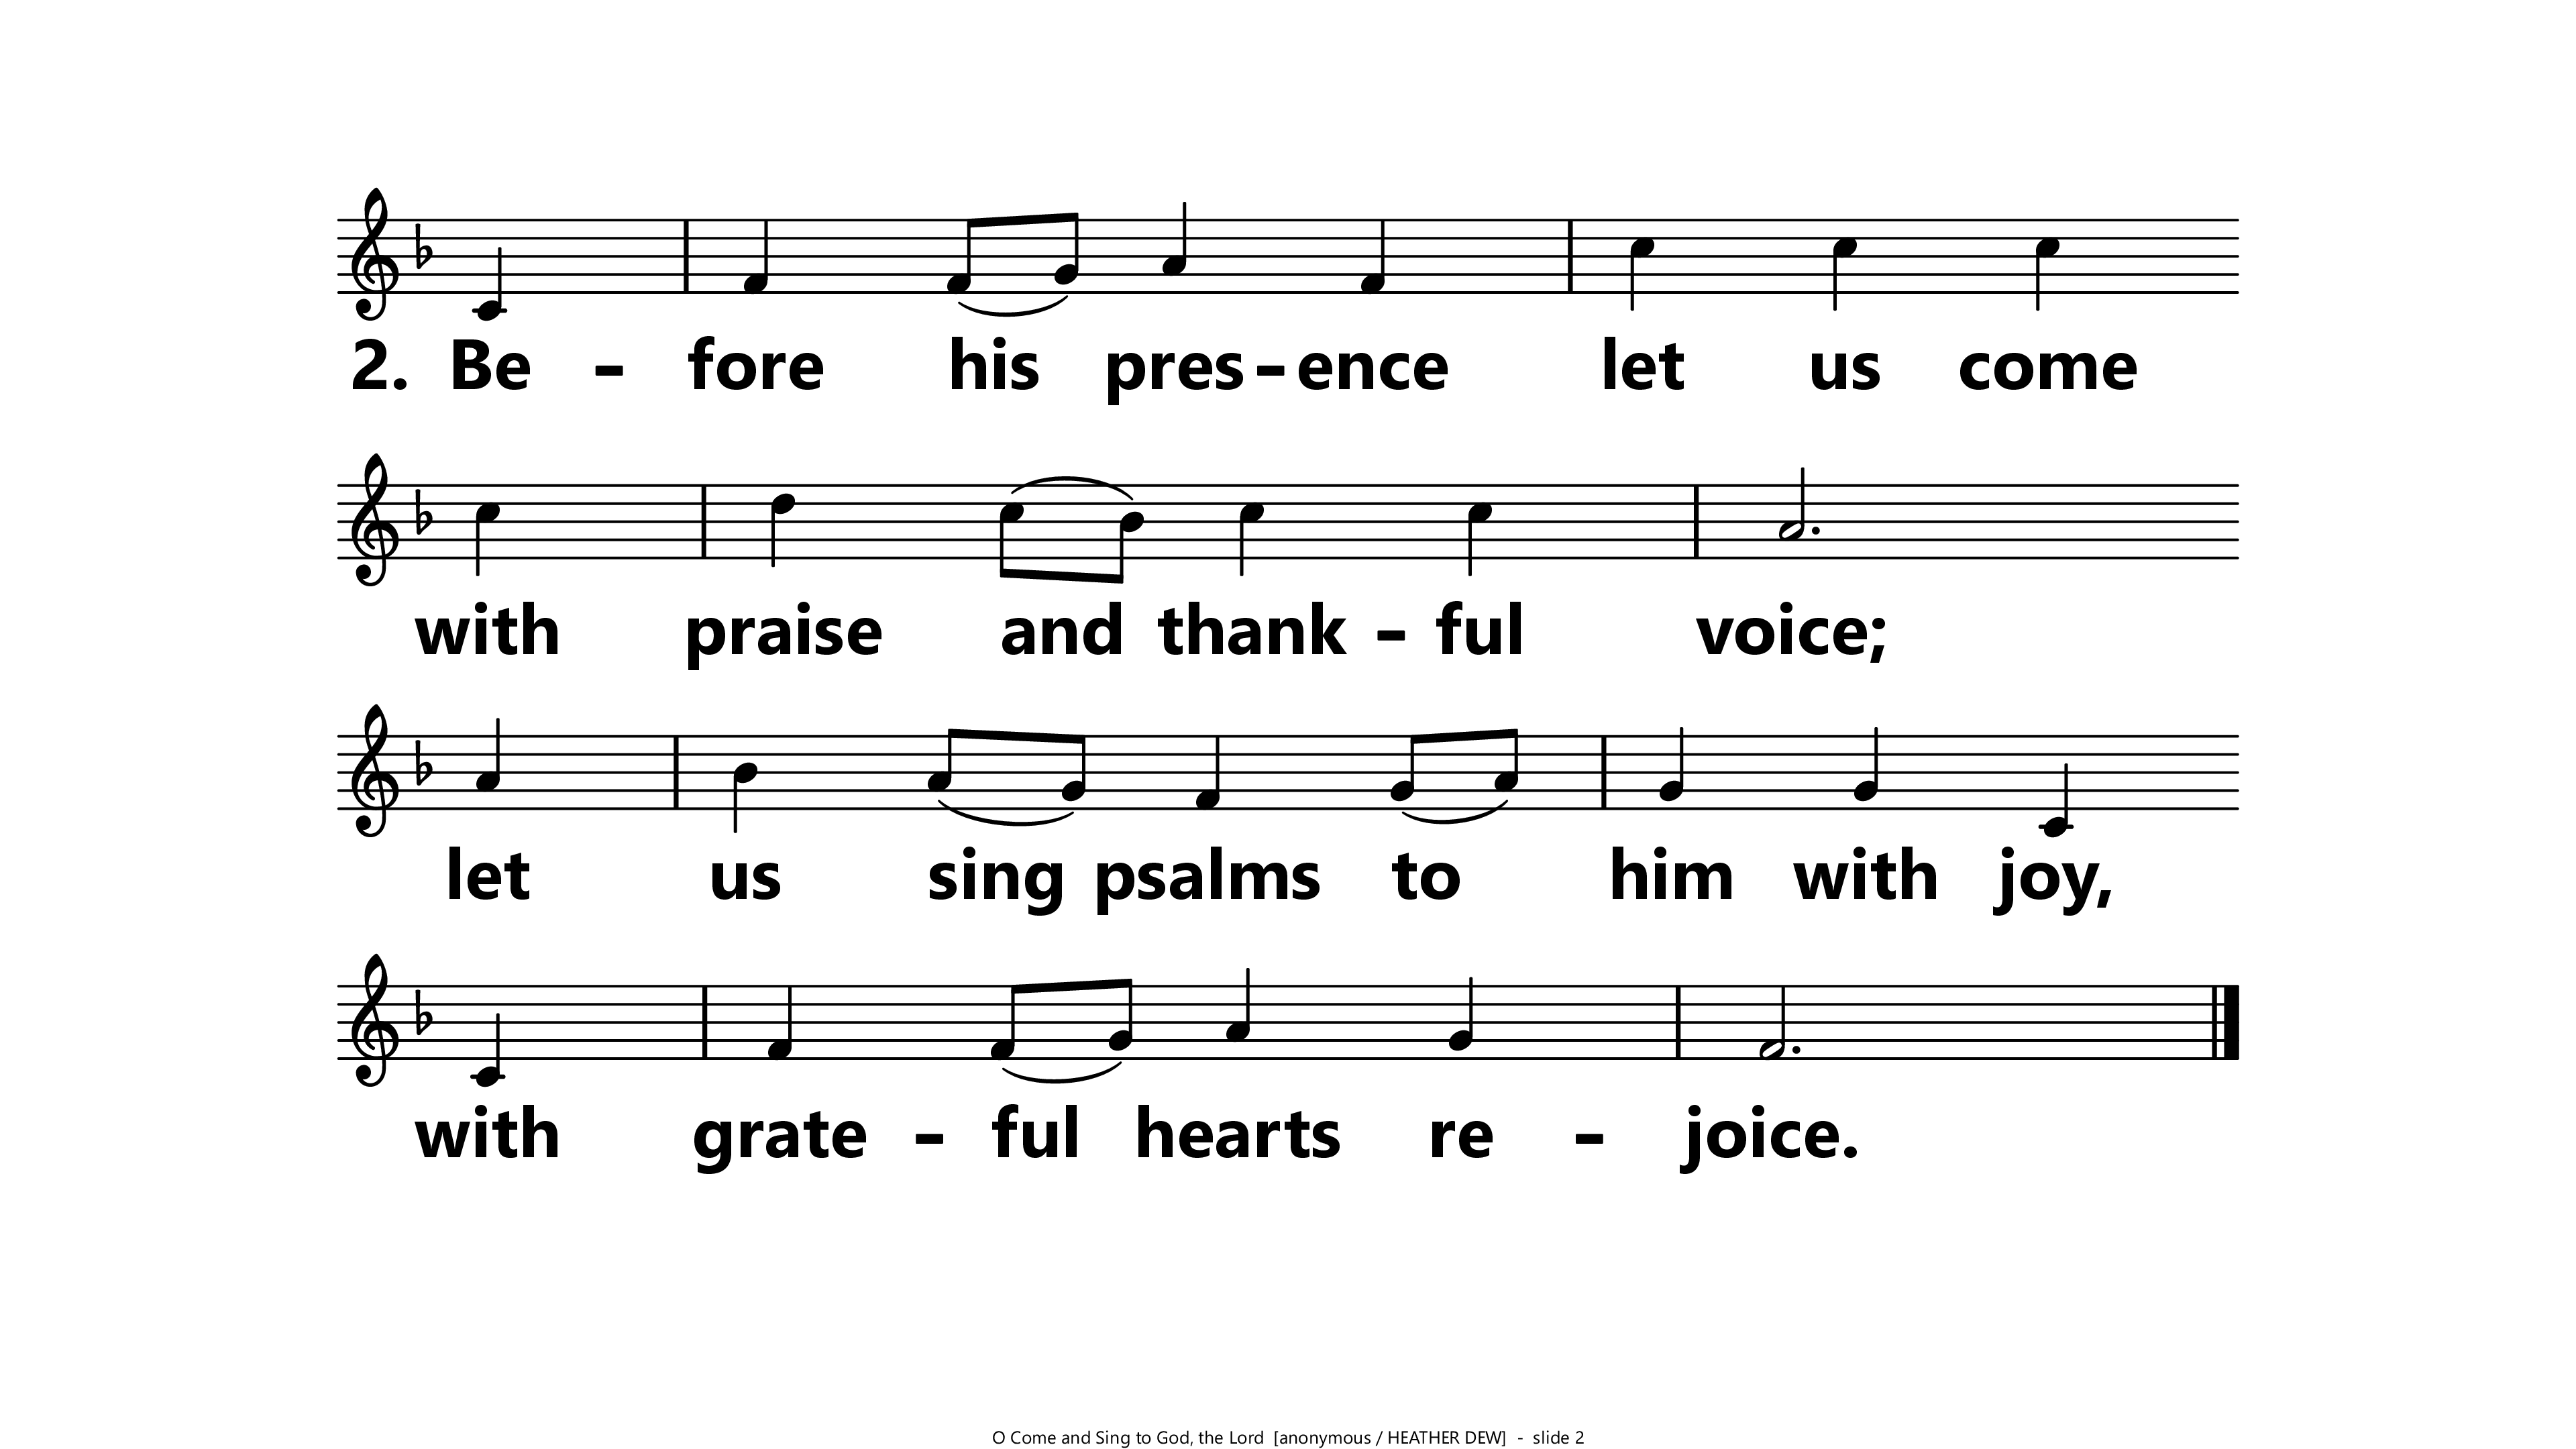 2. Be - fore his pres - ence let us come
with praise and thank - ful voice;
let us sing psalms to him with joy,
with grate - ful hearts re - joice.
O Come and Sing to God, the Lord [anonymous / HEATHER DEW] - slide 2